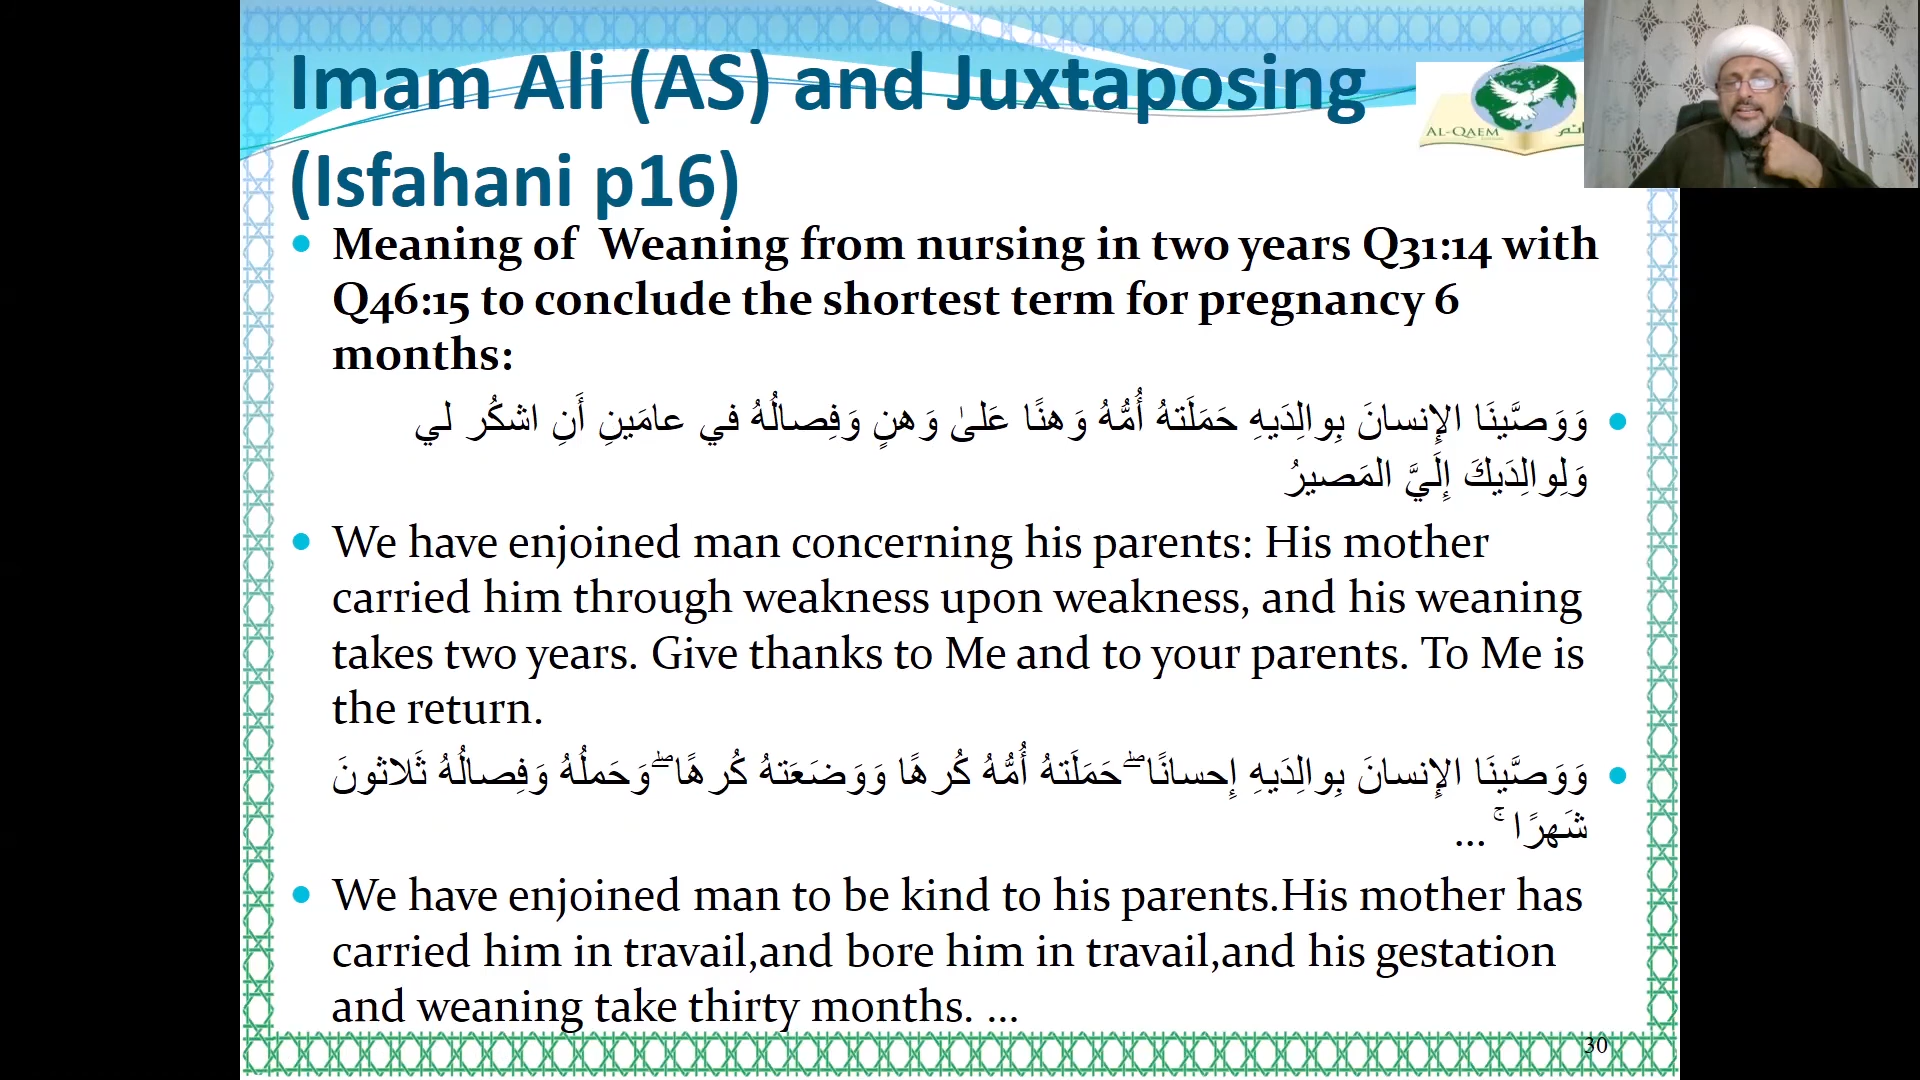 Imam Ali (AS) and Juxtaposing
(Isfahani p16)
AL-QAEM
Meaning of Weaning from nursing in two years Q31:14 with
Q46:15 to conclude the shortest term for pregnancy 6
months:
وَوَصَّينَا الإِنسانَ بِوالِدَيهِ حَمَلَتهُ أُمُّهُ وَهنًا عَلىٰ وَهنٍ وَفِصالُهُ في عامَينِ أَنِ اشكُر لي
وَلِوالِدَيكَ إِلَيَّ المَصيرُ
We have enjoined man concerning his parents: His mother
carried him through weakness upon weakness, and his weaning
takes two years. Give thanks to Me and to your parents. To Me is
the return.
وَوَصَّينَا الإِنسانَ بِوالِدَيهِ إِحسانًا ۖ حَمَلَتهُ أُمُّهُ كُرهًا وَوَضَعَتهُ كُرهًا ۖ وَحَملُهُ وَفِصالُهُ ثَلاثونَ
شَهرًا ۚ ...
We have enjoined man to be kind to his parents.His mother has
carried him in travail,and bore him in travail,and his gestation
and weaning take thirty months. ...
30